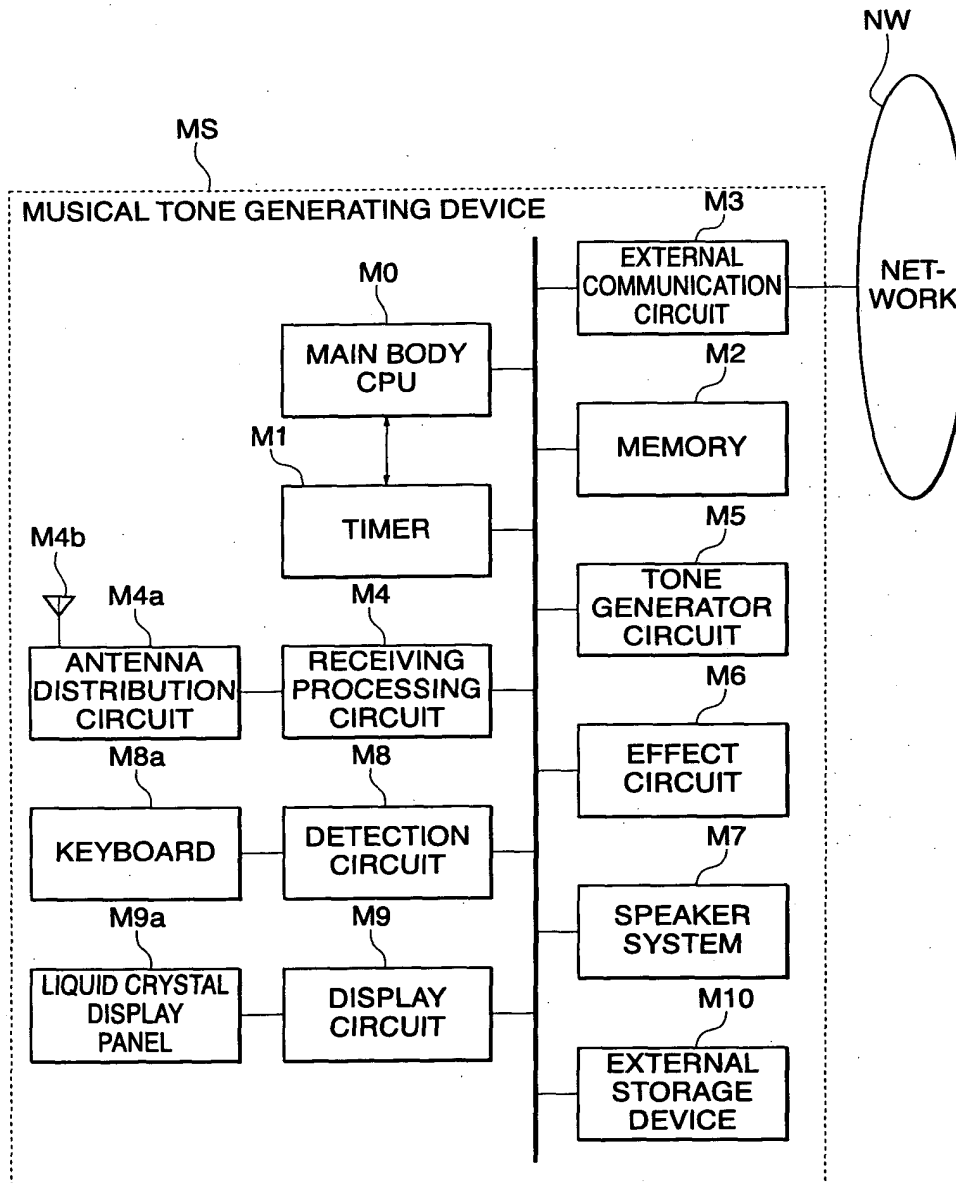 NW
MS
MUSICAL TONE GENERATING DEVICE
M3
EXTERNAL
COMMUNICATION
CIRCUIT
NET-
WORK
M0
MAIN BODY
CPU
M2
MEMORY
M1
TIMER
M5
TONE
GENERATOR
CIRCUIT
M4b
M4a
ANTENNA
DISTRIBUTION
CIRCUIT
M4
RECEIVING
PROCESSING
CIRCUIT
M6
EFFECT
CIRCUIT
M8a
KEYBOARD
M8
DETECTION
CIRCUIT
M7
SPEAKER
SYSTEM
M9a
LIQUID CRYSTAL
DISPLAY
PANEL
M9
DISPLAY
CIRCUIT
M10
EXTERNAL
STORAGE
DEVICE